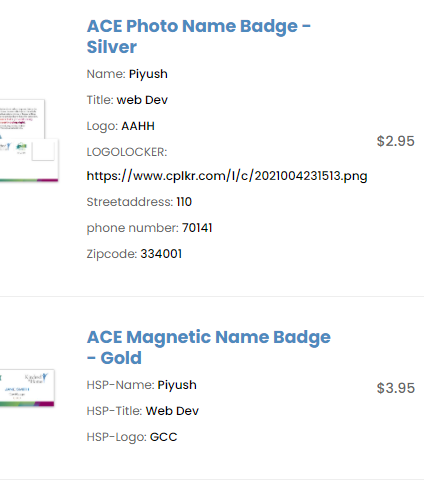 ACE Photo Name Badge -
Silver
Name: Piyush
Title: web Dev
Logo: AAHH
LOGOLOCKER:
https://www.cplkr.com/l/c/2021004231513.png
$2.95
Streetaddress: 110
phone number: 70141
Zipcode: 334001
ACE Magnetic Name Badge
- Gold
HSP-Name: Piyush
$3.95
HSP-Title: Web Dev
HSP-Logo: GCC